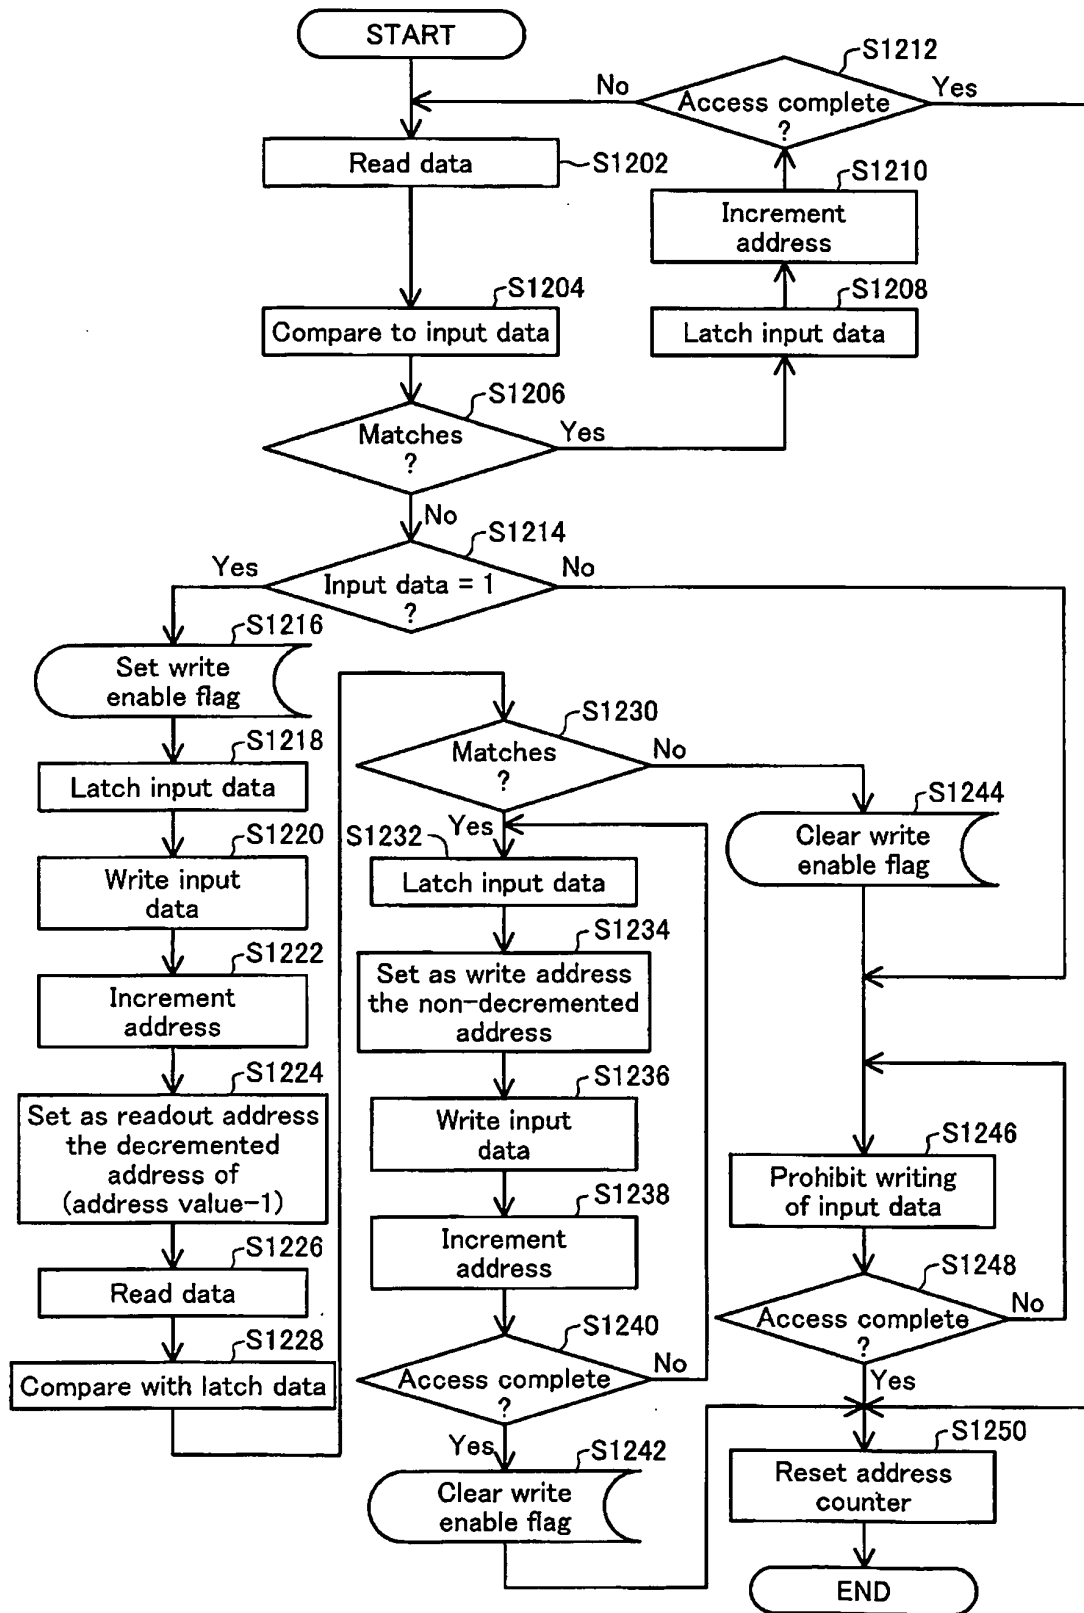 START
S1212
No
Access complete
?
Yes
Read data
S1202
S1210
Increment
address
S1204
Compare to input data
S1208
Latch input data
S1206
Matches
?
Yes
No
S1214
Yes
Input data = 1
?
No
S1216
Set write
enable flag
S1218
Latch input data
S1220
Write input
data
S1222
Increment
address
S1224
Set as readout address
the decremented
address of
(address value-1)
S1226
Read data
S1228
Compare with latch data
S1230
Matches
?
No
Yes
S1232
Latch input data
S1234
Set as write address
the non-decremented
address
S1236
Write input
data
S1238
Increment
address
S1240
Access complete
?
No
Yes
S1242
Clear write
enable flag
S1244
Clear write
enable flag
S1246
Prohibit writing
of input data
S1248
Access complete
?
No
Yes
S1250
Reset address
counter
END